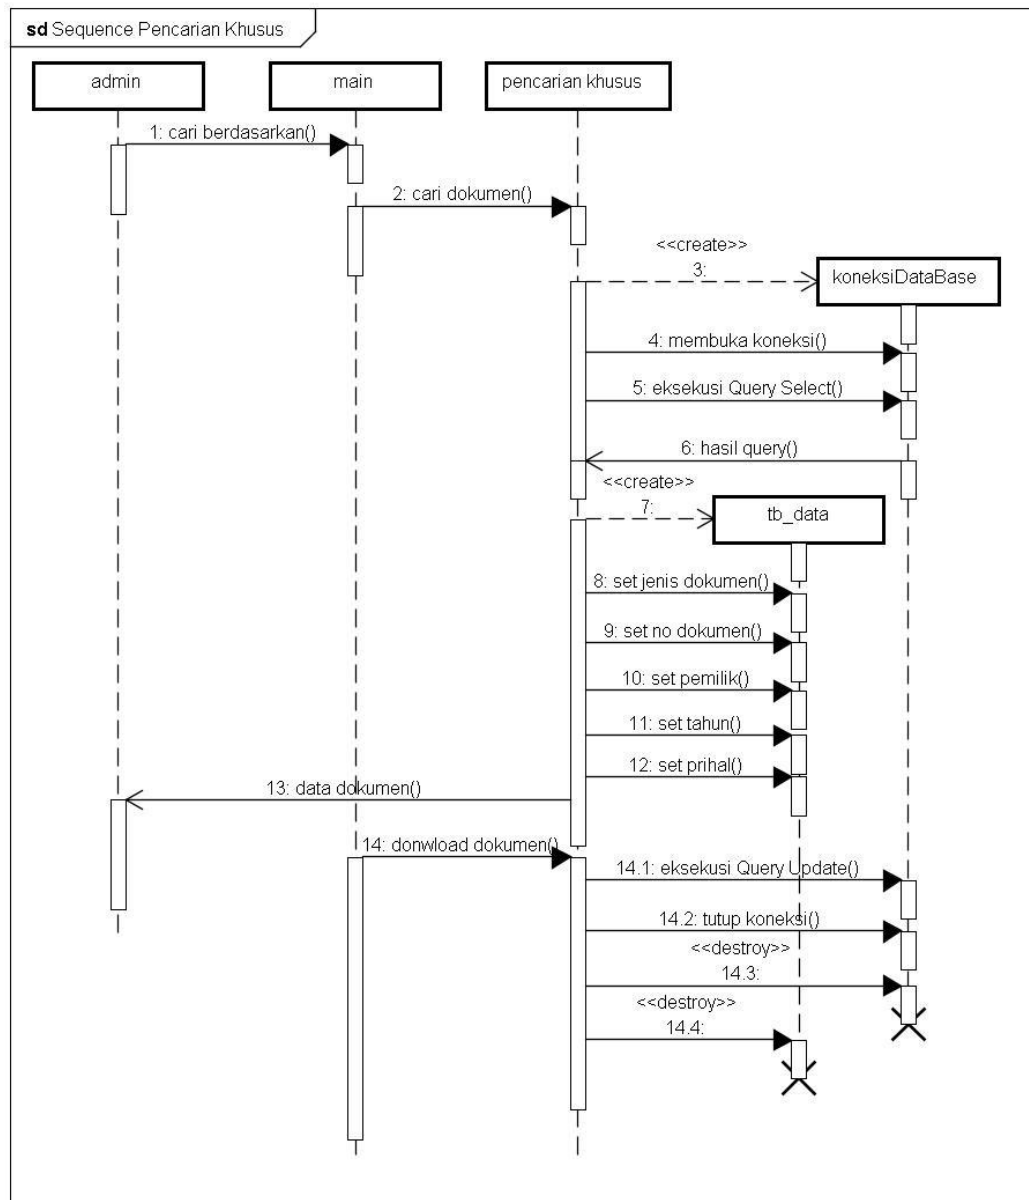 sd Sequence Pencarian Khusus
admin
main
pencarian khusus
1: cari berdasarkan()
2: cari dokumen()
<<create>>
3:
koneksiDataBase
4: membuka koneksi()
5: eksekusi Query Select()
6: hasil query()
<<create>>
7:
tb_data
8: set jenis dokumen()
9: set no dokumen()
10: set pemilik()
11: set tahun()
12: set prihal()
13: data dokumen()
14: donwload dokumen()
14.1: eksekusi Query Update()
14.2: tutup koneksi()
<<destroy>>
14.3:
<<destroy>>
14.4: